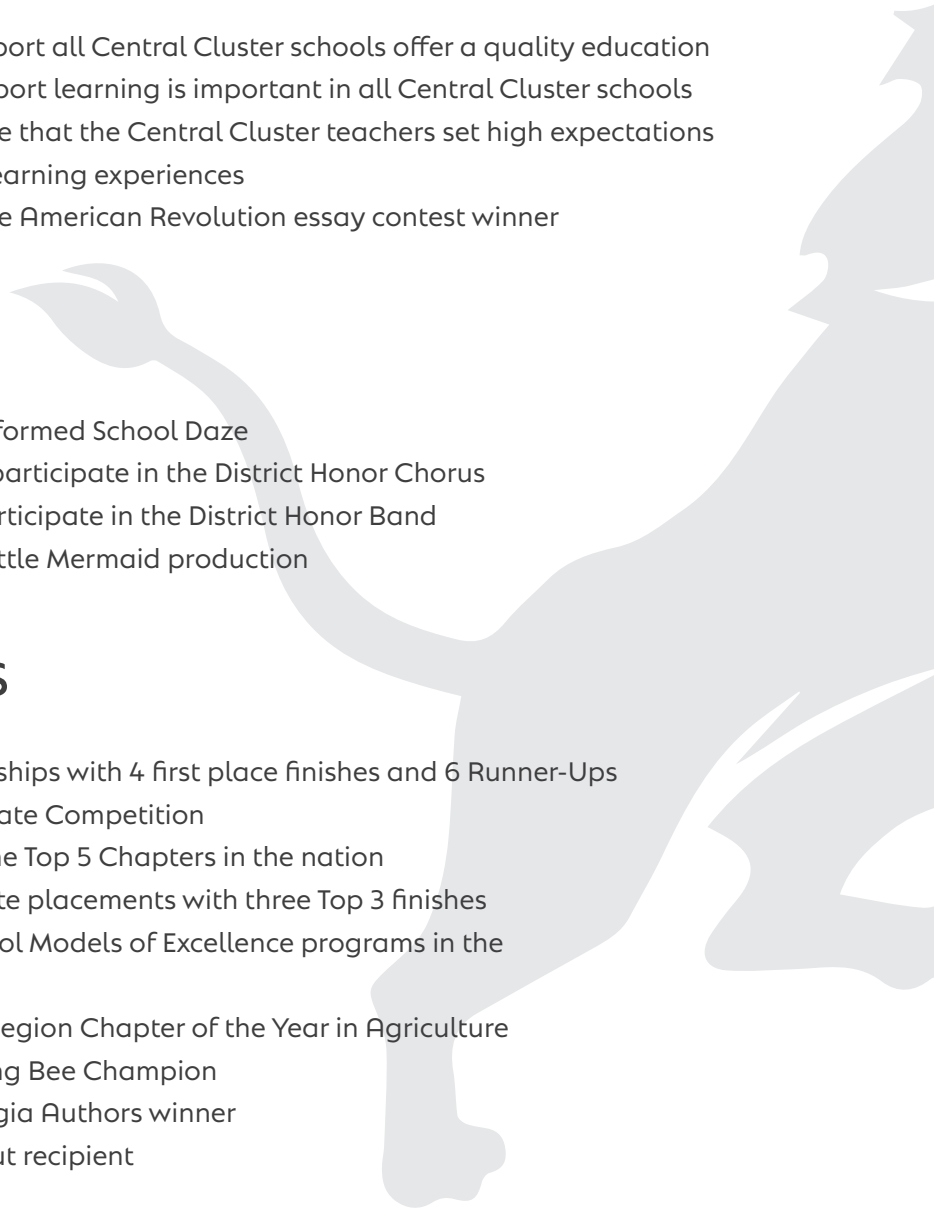 port all Central Cluster schools offer a quality education
port learning is important in all Central Cluster schools
e that the Central Cluster teachers set high expectations
earning experiences
e American Revolution essay contest winner
formed School Daze
participate in the District Honor Chorus
rticipate in the District Honor Band
ttle Mermaid production
s
ships with 4 first place finishes and 6 Runner-Ups
ate Competition
he Top 5 Chapters in the nation
te placements with three Top 3 finishes
ol Models of Excellence programs in the
egion Chapter of the Year in Agriculture
ng Bee Champion
gia Authors winner
ut recipient